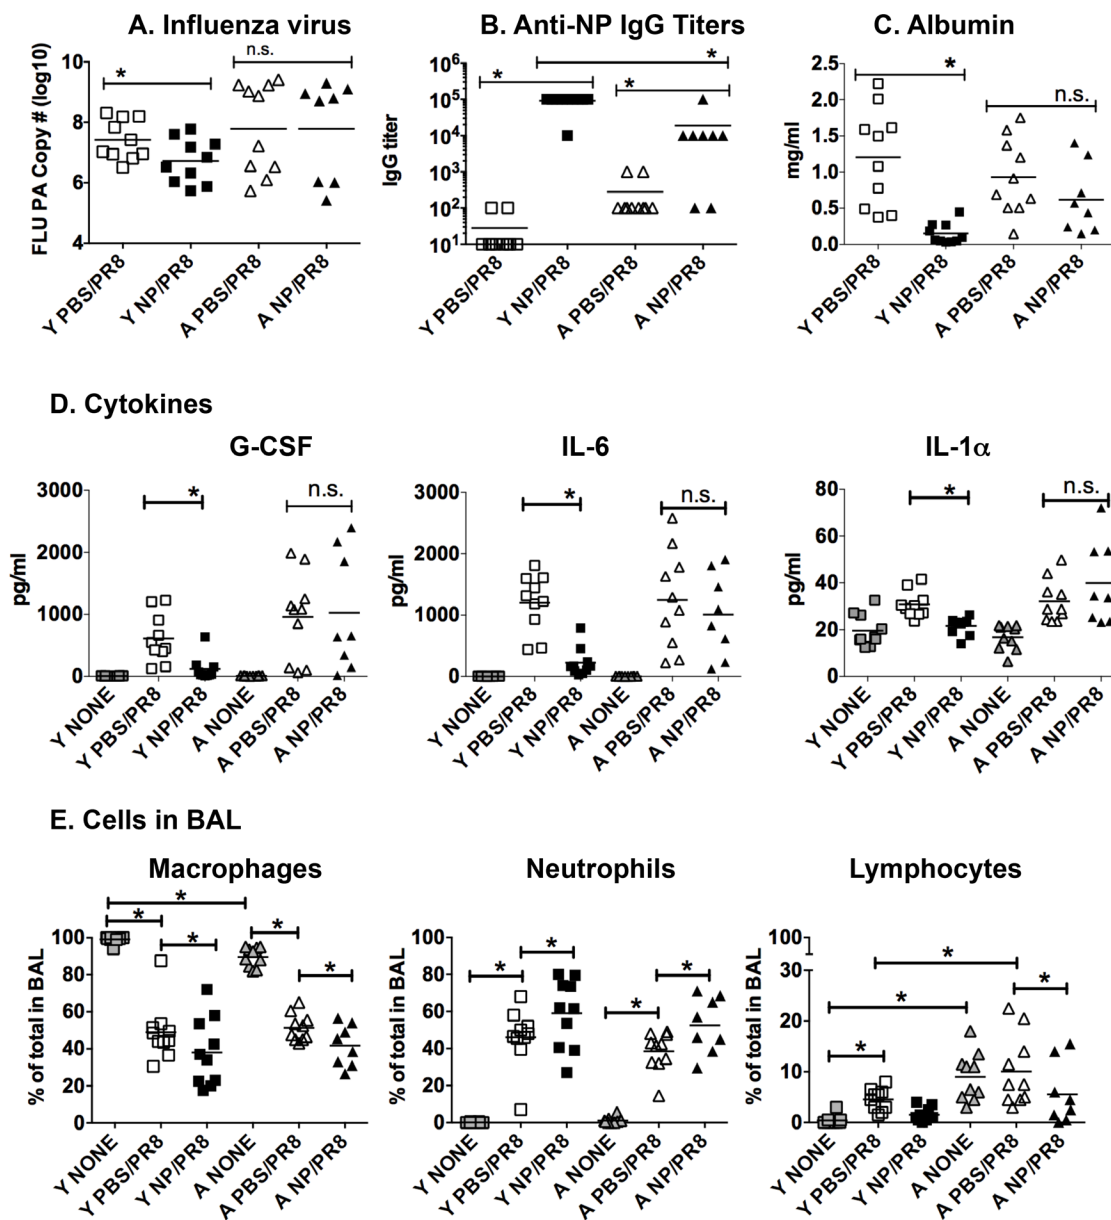 A. Influenza virus
B. Anti-NP IgG Titers
C. Albumin
FLU PA Copy # (log10)
10
8
6
4
*
n.s.
Y PBS/PR8
Y NP/PR8
A PBS/PR8
A NP/PR8
IgG titer
10⁶
10⁵
10⁴
10³
10²
10¹
*
*
*
Y PBS/PR8
Y NP/PR8
A PBS/PR8
A NP/PR8
mg/ml
2.5
2.0
1.5
1.0
0.5
0.0
*
n.s.
Y PBS/PR8
Y NP/PR8
A PBS/PR8
A NP/PR8
D. Cytokines
G-CSF
IL-6
IL-1α
pg/ml
3000
2000
1000
0
*
n.s.
Y NONE
Y PBS/PR8
Y NP/PR8
A NONE
A PBS/PR8
A NP/PR8
pg/ml
3000
2000
1000
0
*
n.s.
Y NONE
Y PBS/PR8
Y NP/PR8
A NONE
A PBS/PR8
A NP/PR8
pg/ml
80
60
40
20
0
*
n.s.
Y NONE
Y PBS/PR8
Y NP/PR8
A NONE
A PBS/PR8
A NP/PR8
E. Cells in BAL
Macrophages
Neutrophils
Lymphocytes
% of total in BAL
100
80
60
40
20
0
*
*
*
*
*
Y NONE
Y PBS/PR8
Y NP/PR8
A NONE
A PBS/PR8
A NP/PR8
% of total in BAL
100
80
60
40
20
0
*
*
*
*
Y NONE
Y PBS/PR8
Y NP/PR8
A NONE
A PBS/PR8
A NP/PR8
% of total in BAL
100
30
20
10
0
*
*
*
*
Y NONE
Y PBS/PR8
Y NP/PR8
A NONE
A PBS/PR8
A NP/PR8